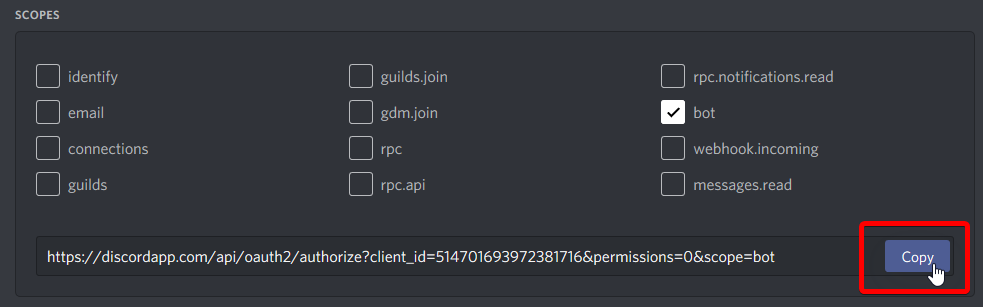 SCOPES
identify guilds.join rpc.notifications.read
email gdm.join bot
connections rpc webhook.incoming
guilds rpc.api messages.read
https://discordapp.com/api/oauth2/authorize?client_id=514701693972381716&permissions=0&scope=bot Copy